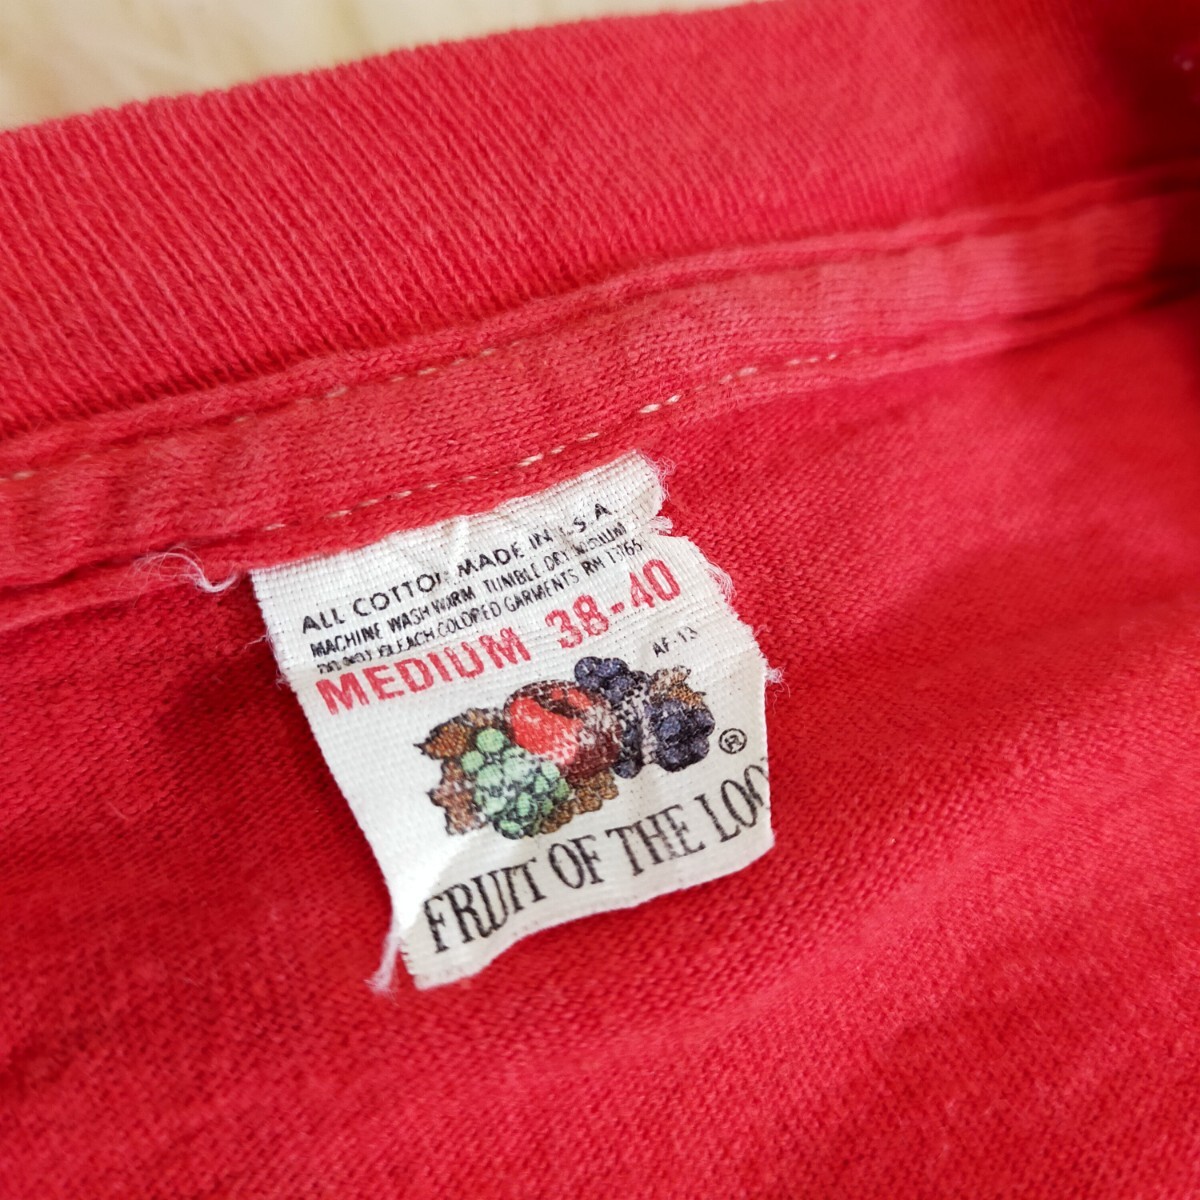 ALL COTTON MADE IN U.S.A
MACHINE WASH WARM TUMBLE DRY MEDIUM
DO NOT BLEACH COLORED GARMENTS RN 13765
MEDIUM 38-40
AF-13
®
FRUIT OF THE LOO